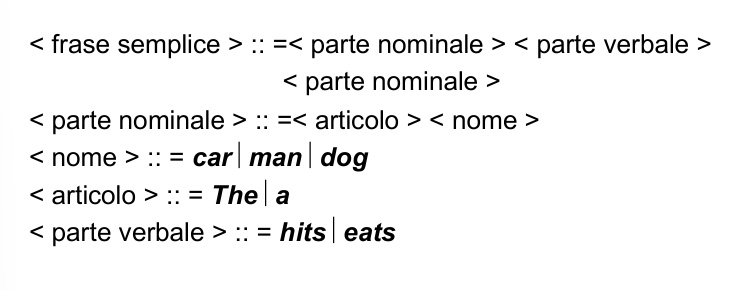 < frase semplice > :: =< parte nominale > < parte verbale >
< parte nominale >
< parte nominale > :: =< articolo > < nome >
< nome > :: = car | man | dog
< articolo > :: = The | a
< parte verbale > :: = hits | eats